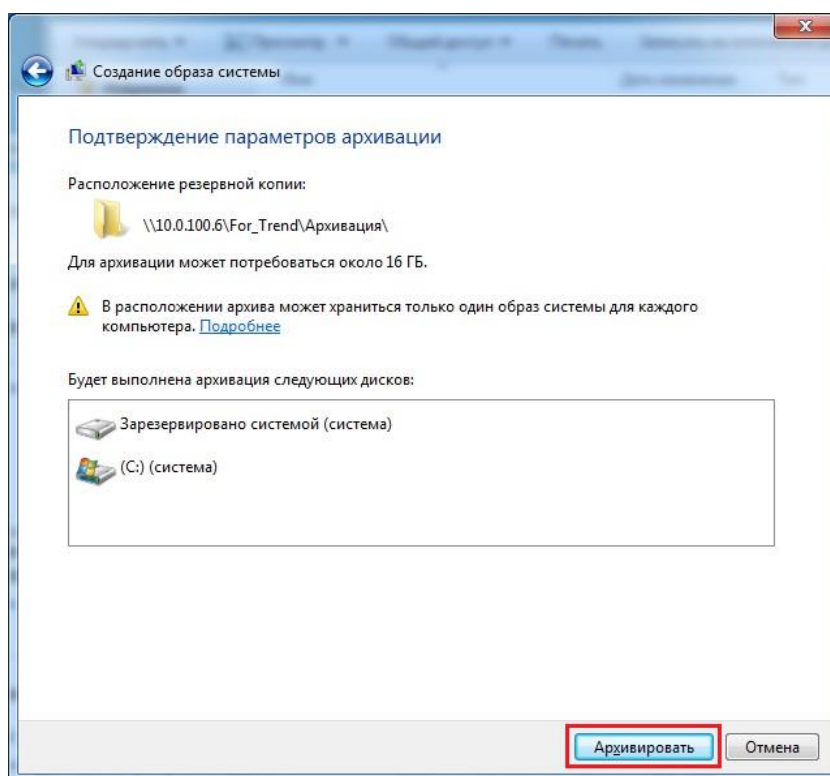 Создание образа системы
Подтверждение параметров архивации
Расположение резервной копии:
\\10.0.100.6\For_Trend\Архивация\
Для архивации может потребоваться около 16 ГБ.
В расположении архива может храниться только один образ системы для каждого
компьютера. Подробнее
Будет выполнена архивация следующих дисков:
Зарезервировано системой (система)
(C:) (система)
Архивировать Отмена